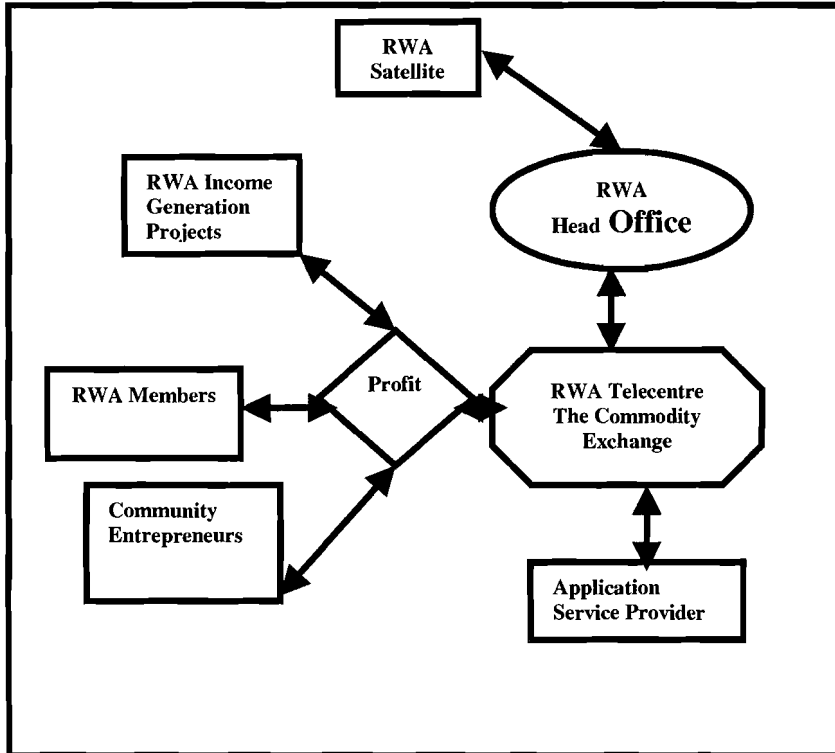 RWA
Satellite
RWA Income
Generation
Projects
RWA
Head Office
RWA Members
Profit
RWA Telecentre
The Commodity
Exchange
Community
Entrepreneurs
Application
Service Provider